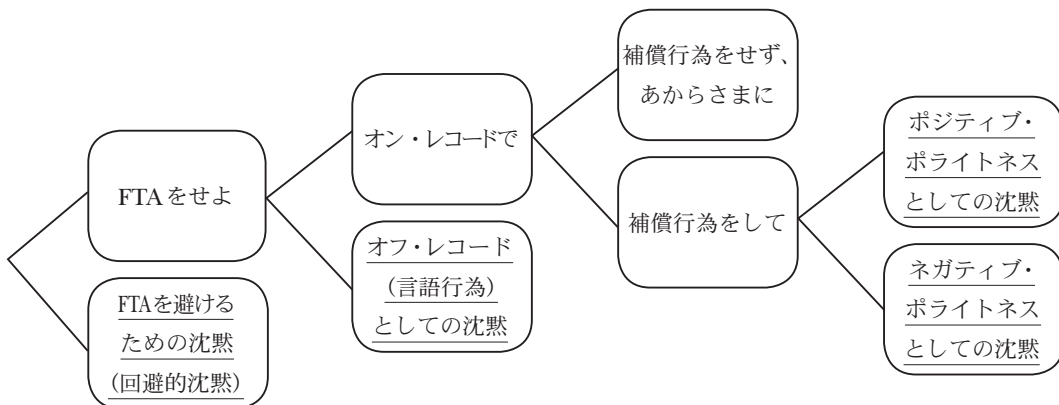 FTAをせよ
FTAを避ける
ための沈黙
(回避的沈黙)
オン・レコードで
オフ・レコード
(言語行為)
としての沈黙
補償行為をせず、
あからさまに
補償行為をして
ポジティブ・
ポライトネス
としての沈黙
ネガティブ・
ポライトネス
としての沈黙